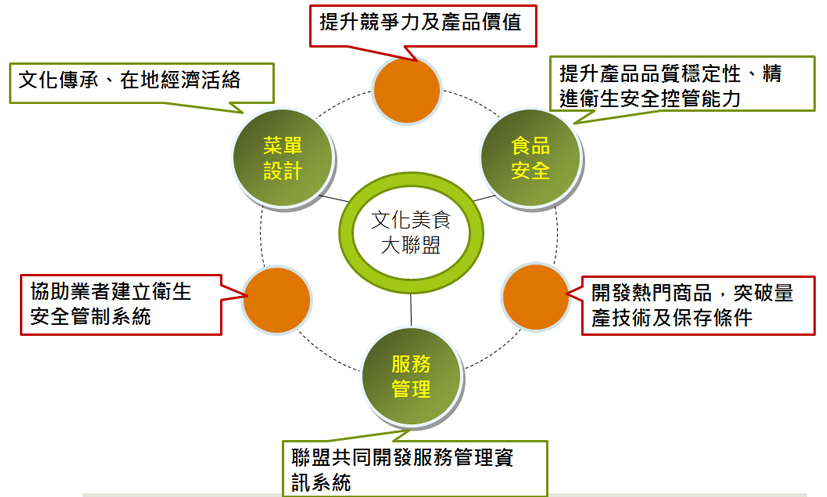 提升競爭力及產品價值
文化傳承、在地經濟活絡
提升產品品質穩定性、精
進衛生安全控管能力
菜單
設計
食品
安全
文化美食
大聯盟
協助業者建立衛生
安全管制系統
開發熱門商品，突破量
產技術及保存條件
服務
管理
聯盟共同開發服務管理資
訊系統